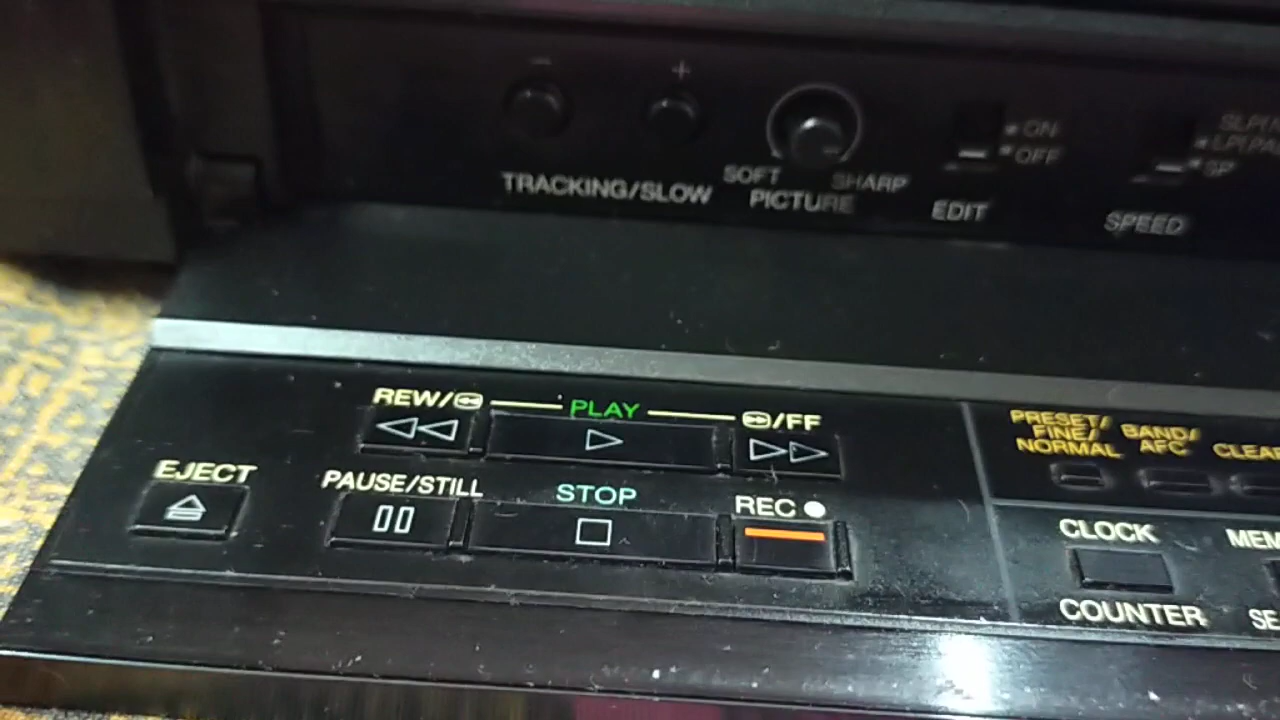 - +
ON
OFF
SP
SOFT SHARP
TRACKING/SLOW PICTURE EDIT SPEED
REW/ PLAY /FF
EJECT PAUSE/STILL STOP REC
PRESET/
FINE/
NORMAL
BAND/
AFC
CLEAR
CLOCK
COUNTER